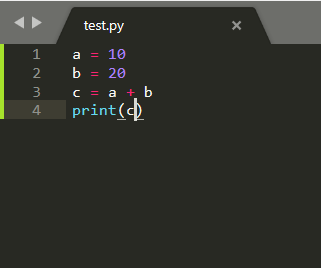 test.py
1 a = 10
2 b = 20
3 c = a + b
4 print(c)